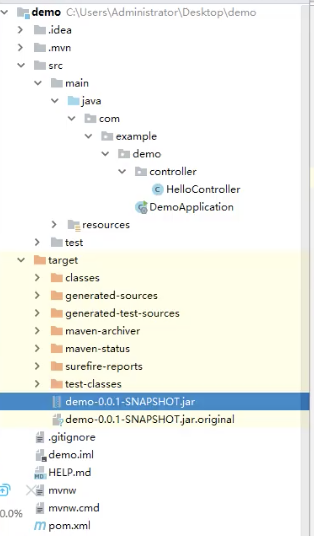 demo C:\Users\Administrator\Desktop\demo
.idea
.mvn
src
main
java
com
example
demo
controller
HelloController
DemoApplication
resources
test
target
classes
generated-sources
generated-test-sources
maven-archiver
maven-status
surefire-reports
test-classes
demo-0.0.1-SNAPSHOT.jar
demo-0.0.1-SNAPSHOT.jar.original
.gitignore
demo.iml
HELP.md
mvnw
mvnw.cmd
0.0%
pom.xml